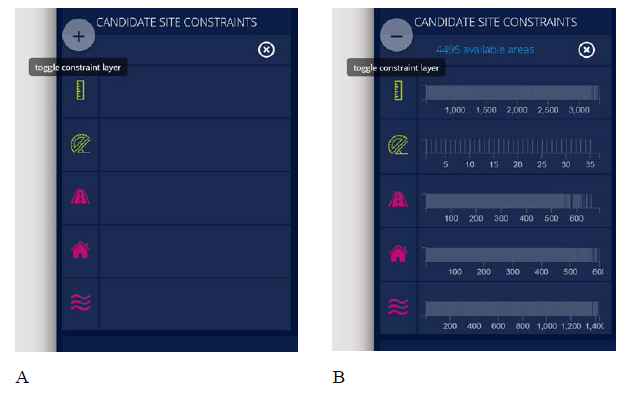 CANDIDATE SITE CONSTRAINTS
toggle constraint layer
A
CANDIDATE SITE CONSTRAINTS
4495 available areas
toggle constraint layer
1,000 1,500 2,000 2,500 3,000
5 10 15 20 25 30 35
100 200 300 400 500 600
100 200 300 400 500 60
200 400 600 800 1,000 1,200 1,40
B